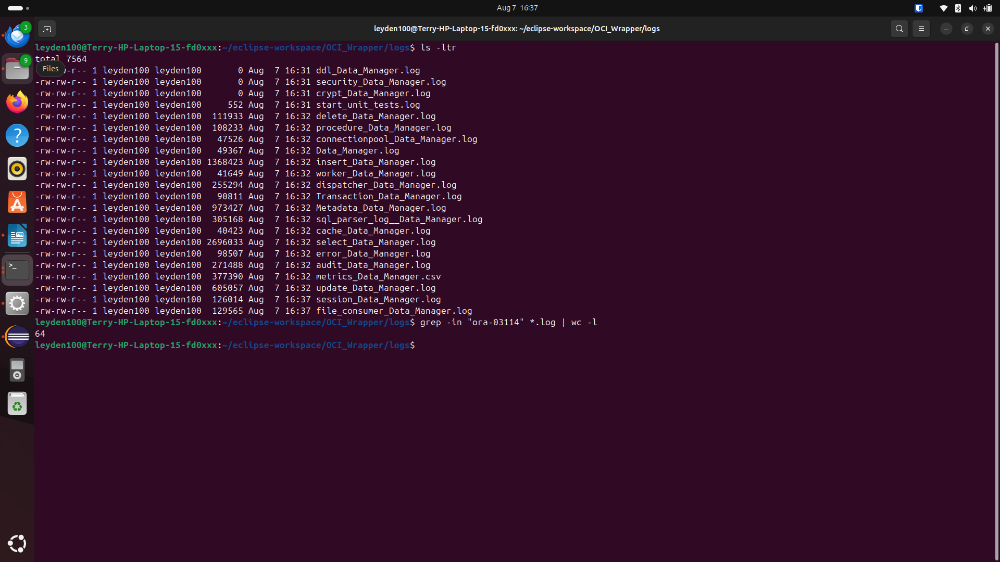 Aug 7 16:37
leyden100@Terry-HP-Laptop-15-fd0xxx: ~/eclipse-workspace/OCI_Wrapper/logs
3
9
Files
leyden100@Terry-HP-Laptop-15-fd0xxx:~/eclipse-workspace/OCI_Wrapper/logs$ ls -ltr
total 7564
w-r-- 1 leyden100 leyden100       0 Aug  7 16:31 ddl_Data_Manager.log
-rw-rw-r-- 1 leyden100 leyden100       0 Aug  7 16:31 security_Data_Manager.log
-rw-rw-r-- 1 leyden100 leyden100       0 Aug  7 16:31 crypt_Data_Manager.log
-rw-rw-r-- 1 leyden100 leyden100     552 Aug  7 16:31 start_unit_tests.log
-rw-rw-r-- 1 leyden100 leyden100  111933 Aug  7 16:32 delete_Data_Manager.log
-rw-rw-r-- 1 leyden100 leyden100  108233 Aug  7 16:32 procedure_Data_Manager.log
-rw-rw-r-- 1 leyden100 leyden100   47526 Aug  7 16:32 connectionpool_Data_Manager.log
-rw-rw-r-- 1 leyden100 leyden100   49367 Aug  7 16:32 Data_Manager.log
-rw-rw-r-- 1 leyden100 leyden100 1368423 Aug  7 16:32 insert_Data_Manager.log
-rw-rw-r-- 1 leyden100 leyden100   41649 Aug  7 16:32 worker_Data_Manager.log
-rw-rw-r-- 1 leyden100 leyden100  255294 Aug  7 16:32 dispatcher_Data_Manager.log
-rw-rw-r-- 1 leyden100 leyden100   90811 Aug  7 16:32 Transaction_Data_Manager.log
-rw-rw-r-- 1 leyden100 leyden100  973427 Aug  7 16:32 Metadata_Data_Manager.log
-rw-rw-r-- 1 leyden100 leyden100  305168 Aug  7 16:32 sql_parser_log__Data_Manager.log
-rw-rw-r-- 1 leyden100 leyden100   40423 Aug  7 16:32 cache_Data_Manager.log
-rw-rw-r-- 1 leyden100 leyden100 2696033 Aug  7 16:32 select_Data_Manager.log
-rw-rw-r-- 1 leyden100 leyden100   98507 Aug  7 16:32 error_Data_Manager.log
-rw-rw-r-- 1 leyden100 leyden100  271488 Aug  7 16:32 audit_Data_Manager.log
-rw-rw-r-- 1 leyden100 leyden100  377390 Aug  7 16:32 metrics_Data_Manager.csv
-rw-rw-r-- 1 leyden100 leyden100  605057 Aug  7 16:32 update_Data_Manager.log
-rw-rw-r-- 1 leyden100 leyden100  126014 Aug  7 16:37 session_Data_Manager.log
-rw-rw-r-- 1 leyden100 leyden100  129565 Aug  7 16:37 file_consumer_Data_Manager.log
leyden100@Terry-HP-Laptop-15-fd0xxx:~/eclipse-workspace/OCI_Wrapper/logs$ grep -in "ora-03114" *.log | wc -l
64
leyden100@Terry-HP-Laptop-15-fd0xxx:~/eclipse-workspace/OCI_Wrapper/logs$